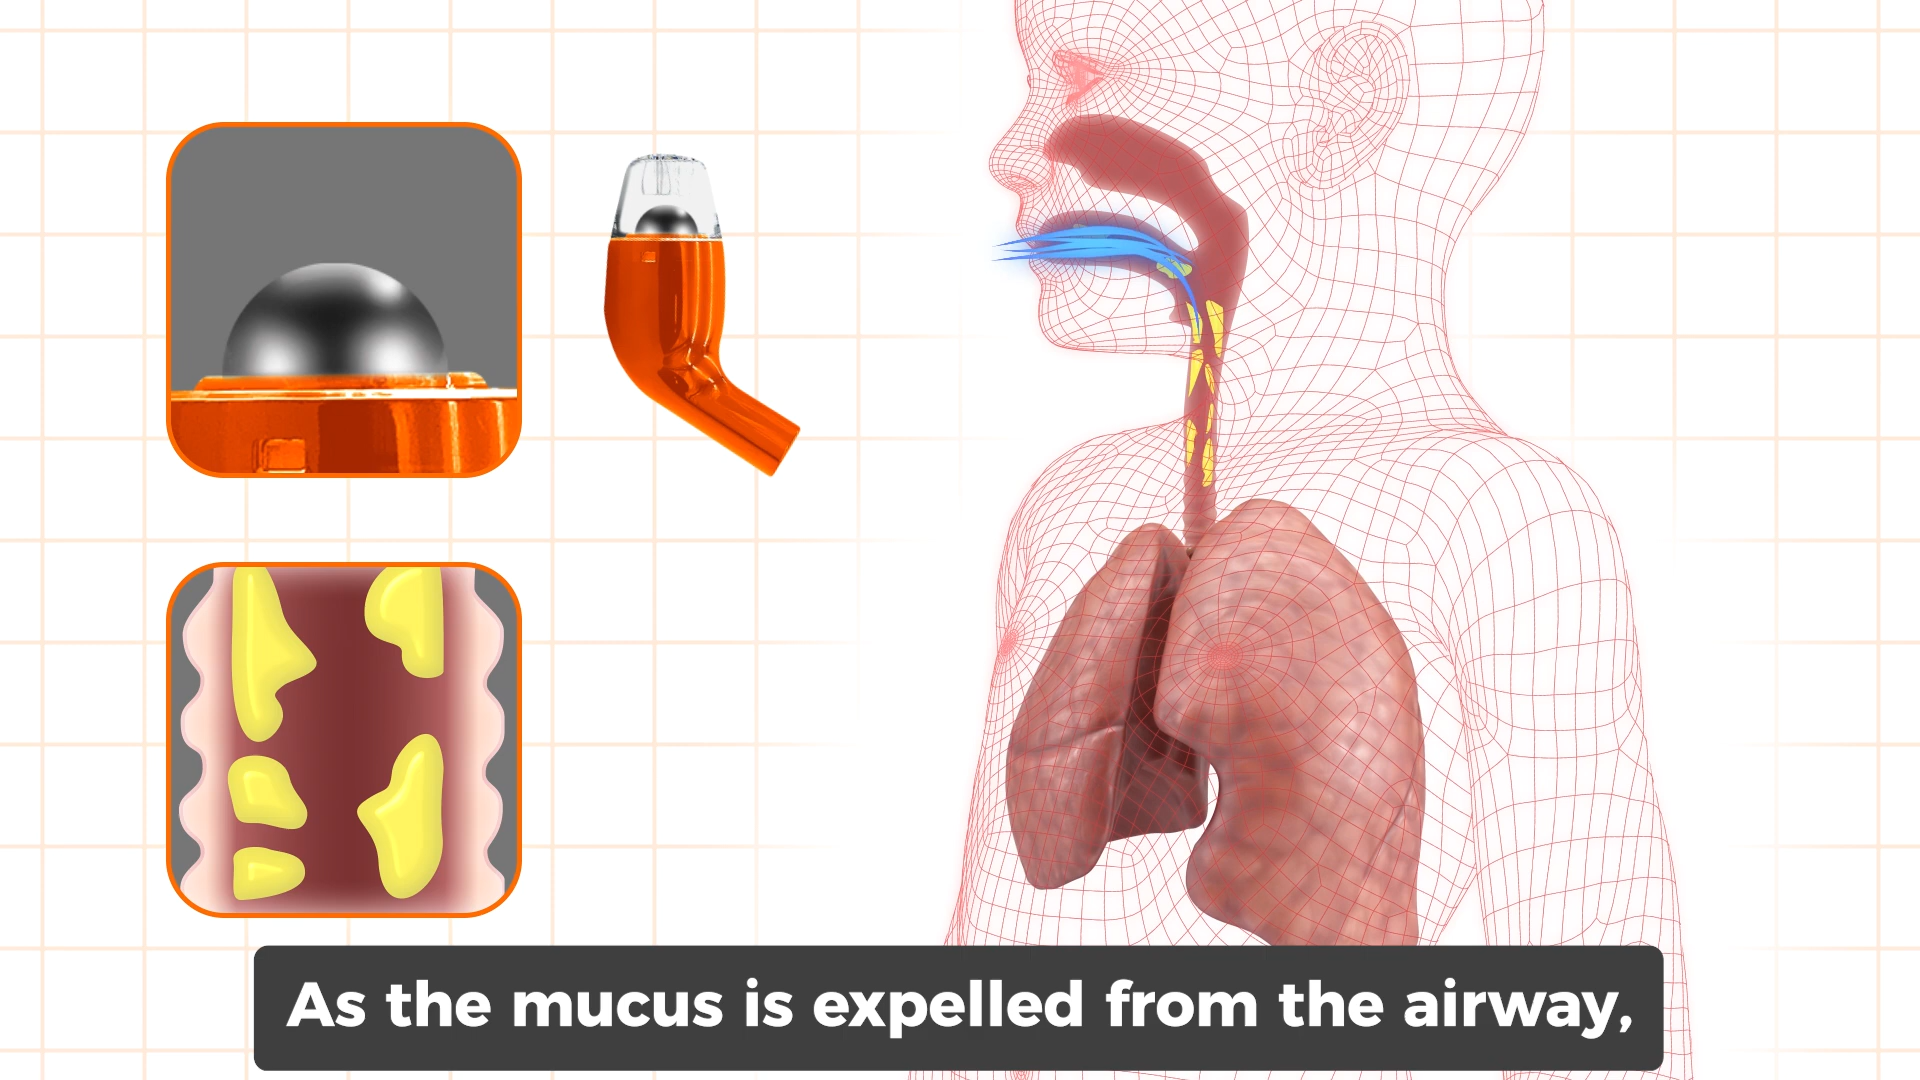 As the mucus is expelled from the airway,